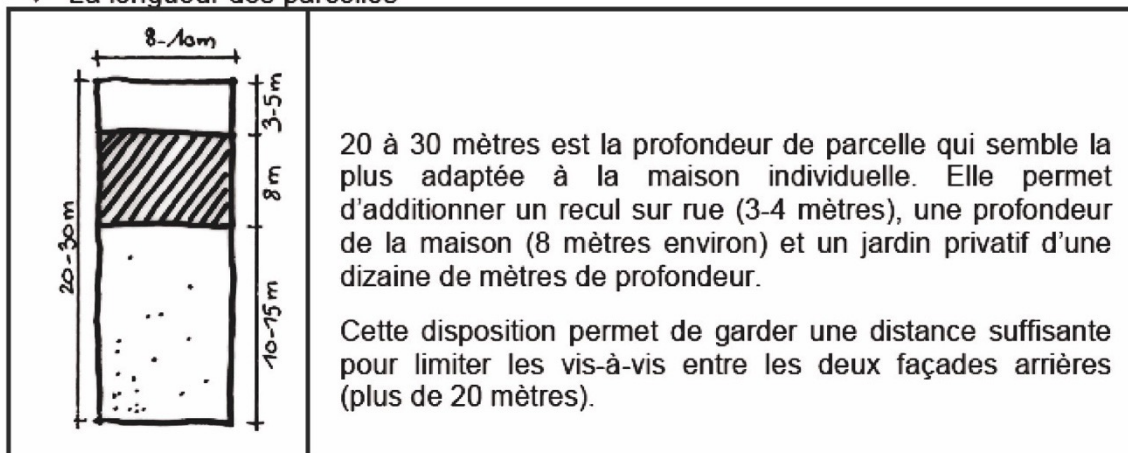 La longueur des parcelles
8-10m
3-5m
8m
20-30m
10-15m
20 à 30 mètres est la profondeur de parcelle qui semble la
plus adaptée à la maison individuelle. Elle permet
d'additionner un recul sur rue (3-4 mètres), une profondeur
de la maison (8 mètres environ) et un jardin privatif d'une
dizaine de mètres de profondeur.
Cette disposition permet de garder une distance suffisante
pour limiter les vis-à-vis entre les deux façades arrières
(plus de 20 mètres).